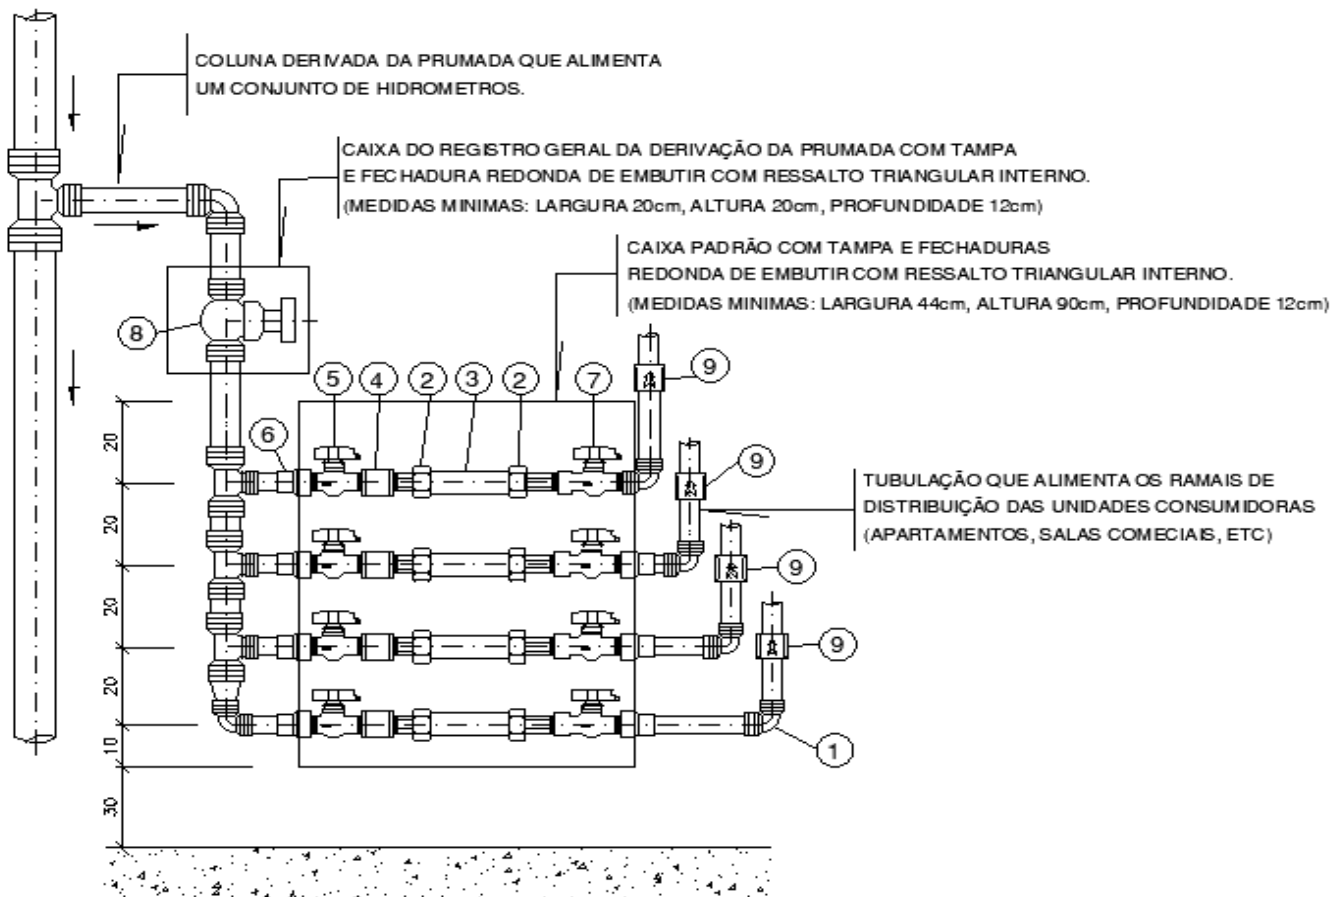 COLUNA DERIVADA DA PRUMADA QUE ALIMENTA
UM CONJUNTO DE HIDROMETROS.
CAIXA DO REGISTRO GERAL DA DERIVAÇÃO DA PRUMADA COM TAMPA
E FECHADURA REDONDA DE EMBUTIR COM RESSALTO TRIANGULAR INTERNO.
(MEDIDAS MINIMAS: LARGURA 20cm, ALTURA 20cm, PROFUNDIDADE 12cm)
CAIXA PADRÃO COM TAMPA E FECHADURAS
REDONDA DE EMBUTIR COM RESSALTO TRIANGULAR INTERNO.
(MEDIDAS MINIMAS: LARGURA 44cm, ALTURA 90cm, PROFUNDIDADE 12cm)
8
5
4
2
3
2
7
9
20
6
9
TUBULAÇÃO QUE ALIMENTA OS RAMAIS DE
DISTRIBUIÇÃO DAS UNIDADES CONSUMIDORAS
(APARTAMENTOS, SALAS COMECIAIS, ETC)
20
9
20
9
20
10
1
30